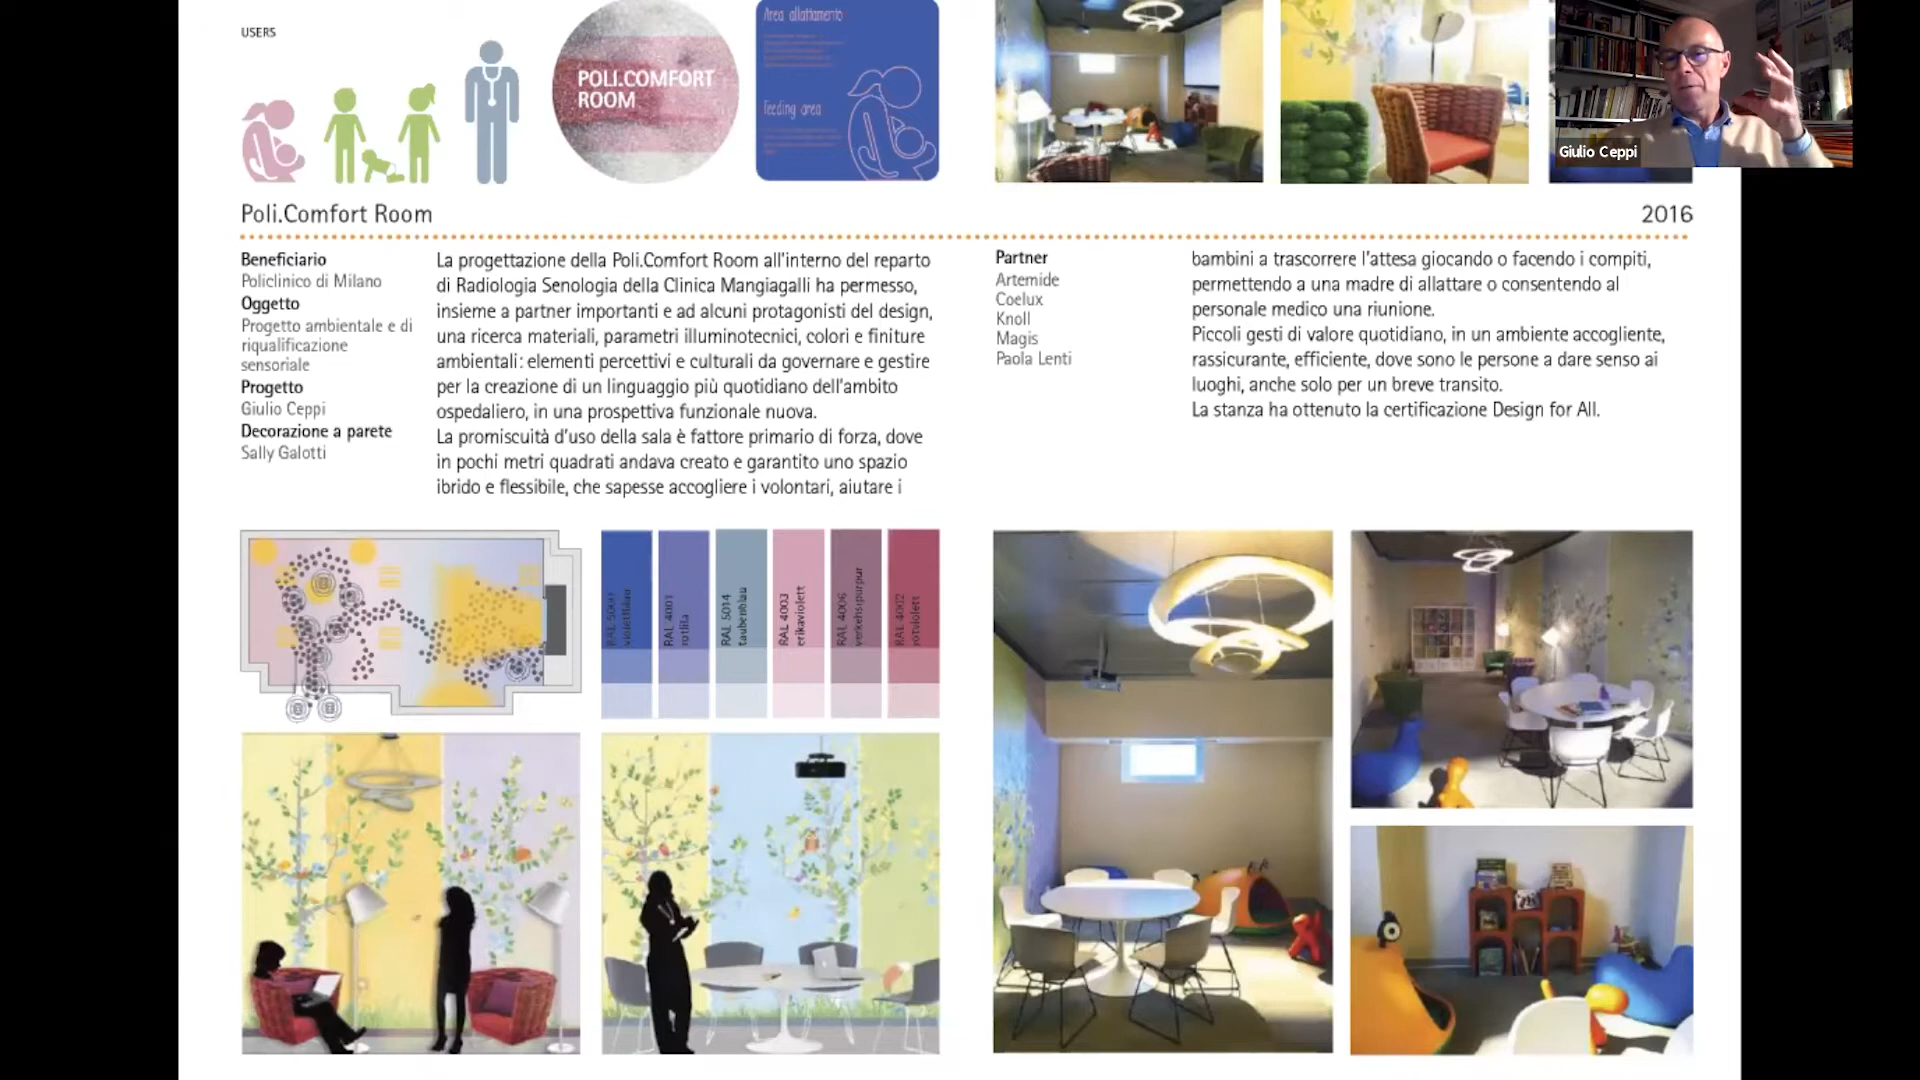 USERS
POLI.COMFORT
ROOM
Area allattamento
Feeding area
Giulio Ceppi
Poli.Comfort Room
2016
Beneficiario
Policlinico di Milano
Oggetto
Progetto ambientale e di
riqualificazione
sensoriale
Progetto
Giulio Ceppi
Decorazione a parete
Sally Galotti
La progettazione della Poli.Comfort Room all'interno del reparto
di Radiologia Senologia della Clinica Mangiagalli ha permesso,
insieme a partner importanti e ad alcuni protagonisti del design,
una ricerca materiali, parametri illuminotecnici, colori e finiture
ambientali: elementi percettivi e culturali da governare e gestire
per la creazione di un linguaggio più quotidiano dell'ambito
ospedaliero, in una prospettiva funzionale nuova.
La promiscuità d'uso della sala è fattore primario di forza, dove
in pochi metri quadrati andava creato e garantito uno spazio
ibrido e flessibile, che sapesse accogliere i volontari, aiutare i
Partner
Artemide
Coelux
Knoll
Magis
Paola Lenti
bambini a trascorrere l'attesa giocando o facendo i compiti,
permettendo a una madre di allattare o consentendo al
personale medico una riunione.
Piccoli gesti di valore quotidiano, in un ambiente accogliente,
rassicurante, efficiente, dove sono le persone a dare senso ai
luoghi, anche solo per un breve transito.
La stanza ha ottenuto la certificazione Design for All.
RAL 5000
violettblau
RAL 4001
rotlila
RAL 5014
taubenblau
RAL 4003
erikaviolett
RAL 4006
verkehrspurpur
RAL 4002
rotviolett